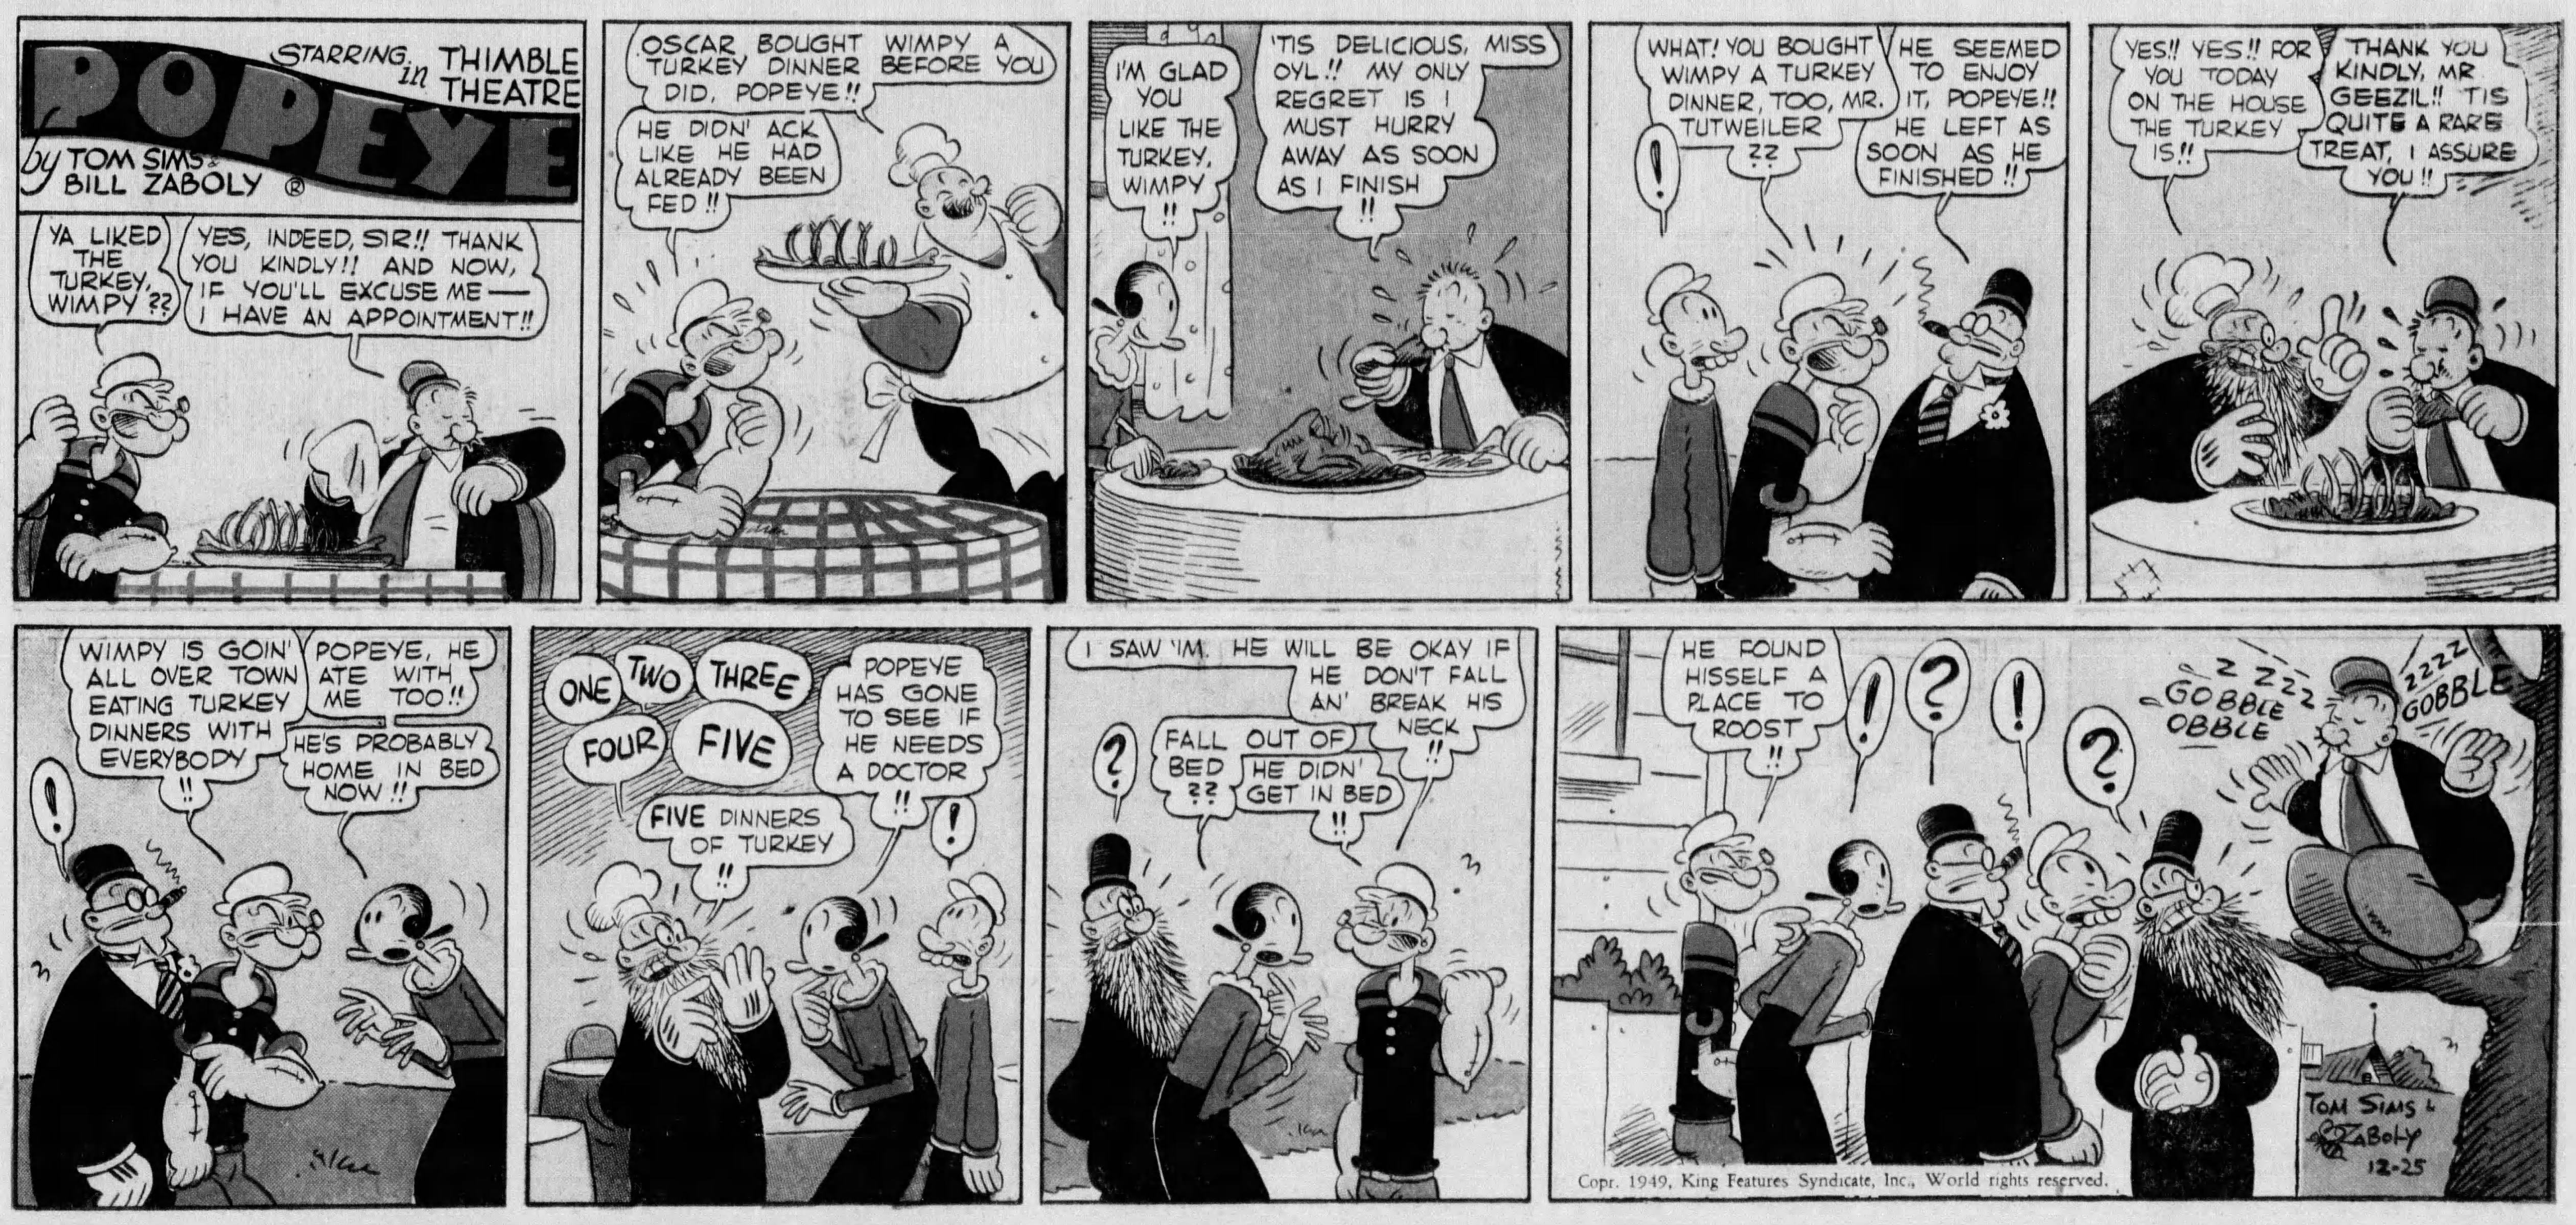 STARRING in THIMBLE
THEATRE
POPEYE
by TOM SIMS &
BILL ZABOLY ®
YA LIKED
THE
TURKEY,
WIMPY ??
YES, INDEED, SIR!! THANK
YOU KINDLY!! AND NOW,
IF YOU'LL EXCUSE ME —
I HAVE AN APPOINTMENT!!
OSCAR BOUGHT WIMPY A
TURKEY DINNER BEFORE YOU
DID, POPEYE!!
HE DIDN' ACK
LIKE HE HAD
ALREADY BEEN
FED !!
I'M GLAD
YOU
LIKE THE
TURKEY,
WIMPY
!!
'TIS DELICIOUS, MISS
OYL!! MY ONLY
REGRET IS I
MUST HURRY
AWAY AS SOON
AS I FINISH
!!
!
WHAT! YOU BOUGHT
WIMPY A TURKEY
DINNER, TOO, MR.
TUTWEILER
??
HE SEEMED
TO ENJOY
IT, POPEYE!!
HE LEFT AS
SOON AS HE
FINISHED !!
YES!! YES!! FOR
YOU TODAY
ON THE HOUSE
THE TURKEY
IS!!
THANK YOU
KINDLY, MR.
GEEZIL!! 'TIS
QUITE A RARE
TREAT, I ASSURE
YOU !!
!
WIMPY IS GOIN'
ALL OVER TOWN
EATING TURKEY
DINNERS WITH
EVERYBODY
!!
POPEYE, HE
ATE WITH
ME TOO!!
HE'S PROBABLY
HOME IN BED
NOW !!
ONE
TWO
THREE
FOUR
FIVE
FIVE DINNERS
OF TURKEY
!!
POPEYE
HAS GONE
TO SEE IF
HE NEEDS
A DOCTOR
!!
!
I SAW 'IM. HE WILL BE OKAY IF
HE DON'T FALL
AN' BREAK HIS
NECK
!!
?
FALL OUT OF
BED
??
HE DIDN'
GET IN BED
!!
HE FOUND
HISSELF A
PLACE TO
ROOST
!!
!
?
!
?
Z ZZZZ
GOBBLE
OBBLE
ZZZZ
GOBBLE
TOM SIMS &
ZABOLY
12-25
Copr. 1949, King Features Syndicate, Inc., World rights reserved.